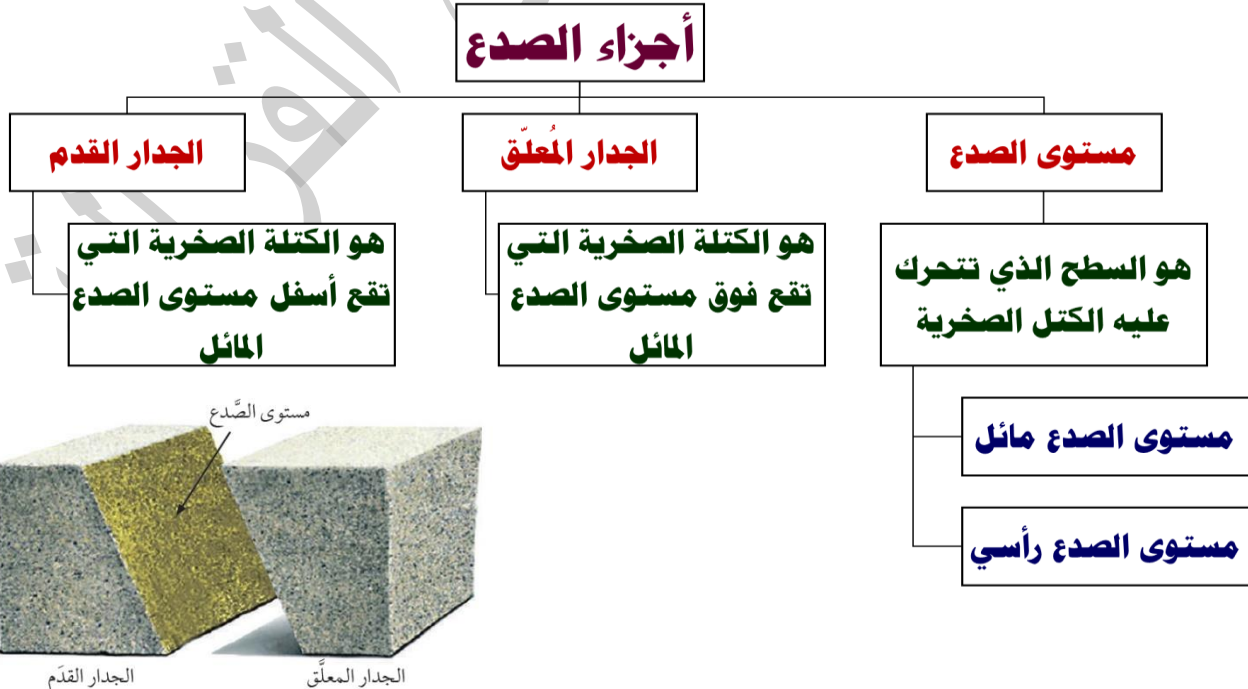 أجزاء الصدع
مستوى الصدع
الجدار المُعلّق
الجدار القدم
هو السطح الذي تتحرك
عليه الكتل الصخرية
هو الكتلة الصخرية التي
تقع فوق مستوى الصدع
المائل
هو الكتلة الصخرية التي
تقع أسفل مستوى الصدع
المائل
مستوى الصدع مائل
مستوى الصدع رأسي
مستوى الصَّدع
الجدار المعلَّق
الجدار القدَم